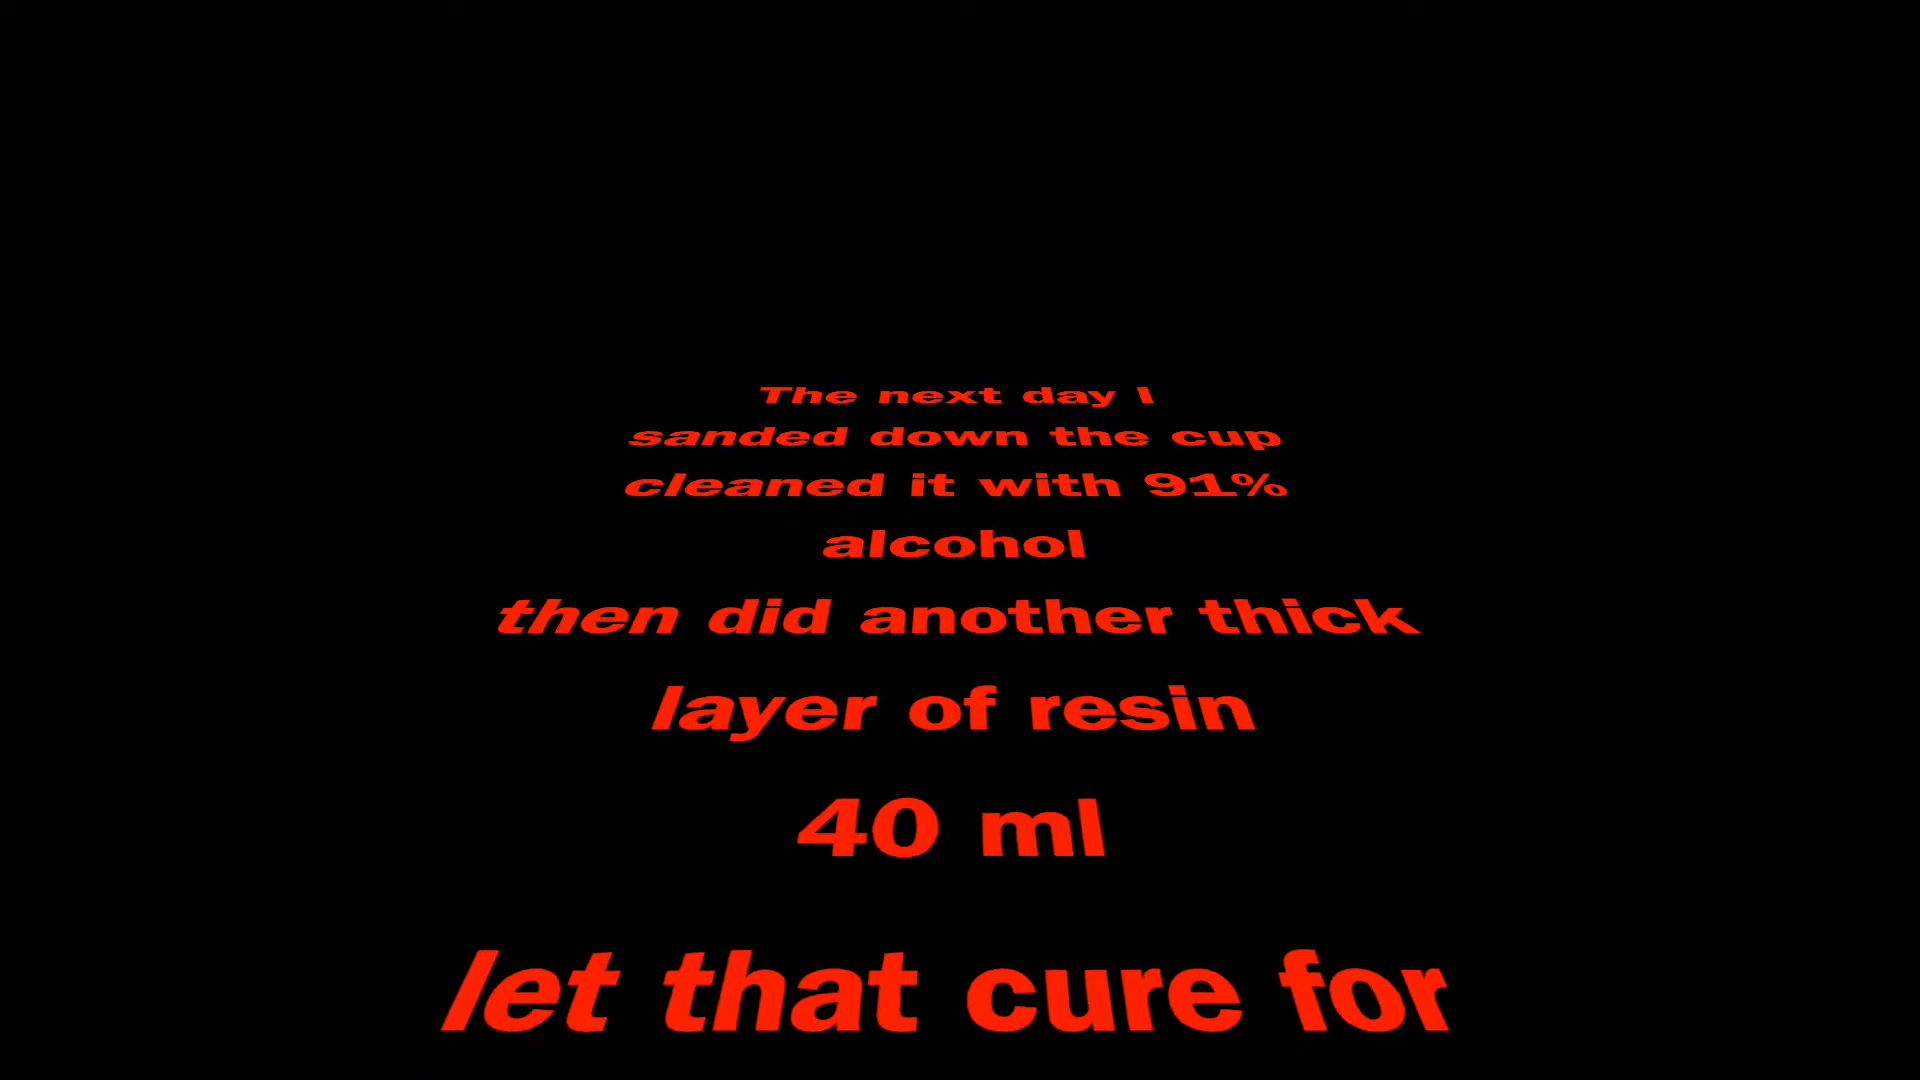 The next day I
sanded down the cup
cleaned it with 91%
alcohol
then did another thick
layer of resin
40 ml
let that cure for